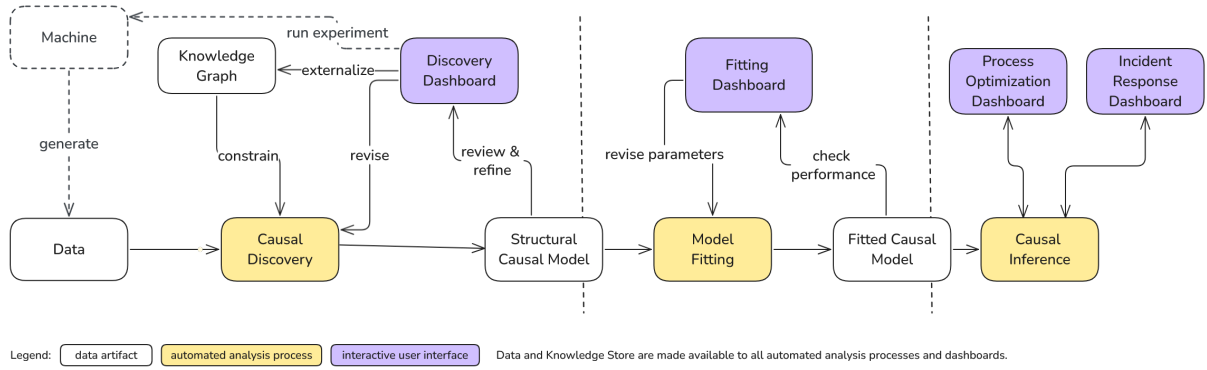 Machine
run experiment
Knowledge
Graph
externalize
Discovery
Dashboard
Fitting
Dashboard
Process
Optimization
Dashboard
Incident
Response
Dashboard
generate
constrain
revise
review &
refine
revise parameters
check
performance
Data
Causal
Discovery
Structural
Causal Model
Model
Fitting
Fitted Causal
Model
Causal
Inference
Legend: data artifact automated analysis process interactive user interface Data and Knowledge Store are made available to all automated analysis processes and dashboards.